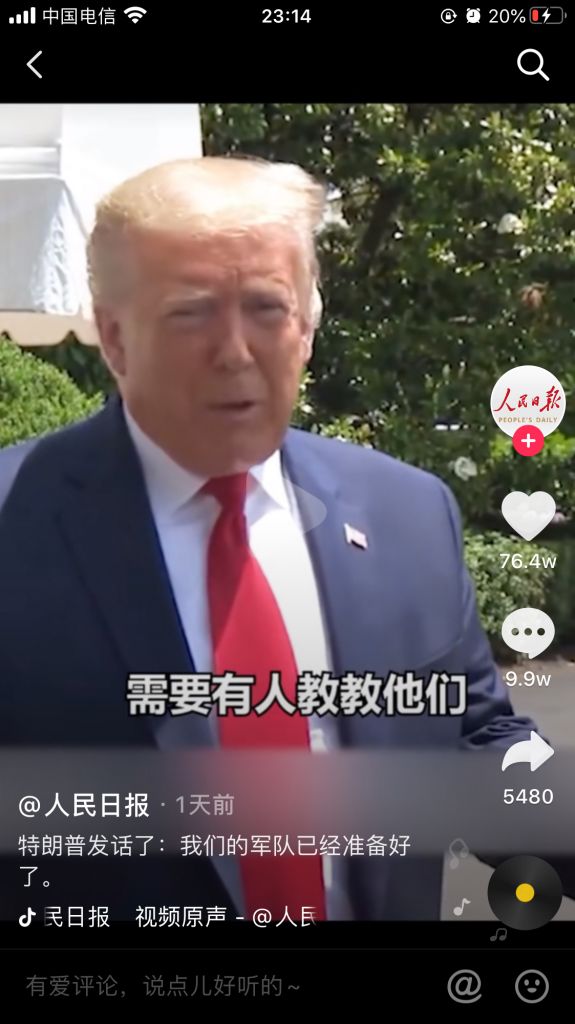 中国电信
23:14
20%
人民日报
PEOPLE'S DAILY
76.4w
9.9w
需要有人教教他们
5480
@人民日报 · 1天前
特朗普发话了：我们的军队已经准备好
了。
民日报 视频原声 - @人民
有爱评论，说点儿好听的~
@